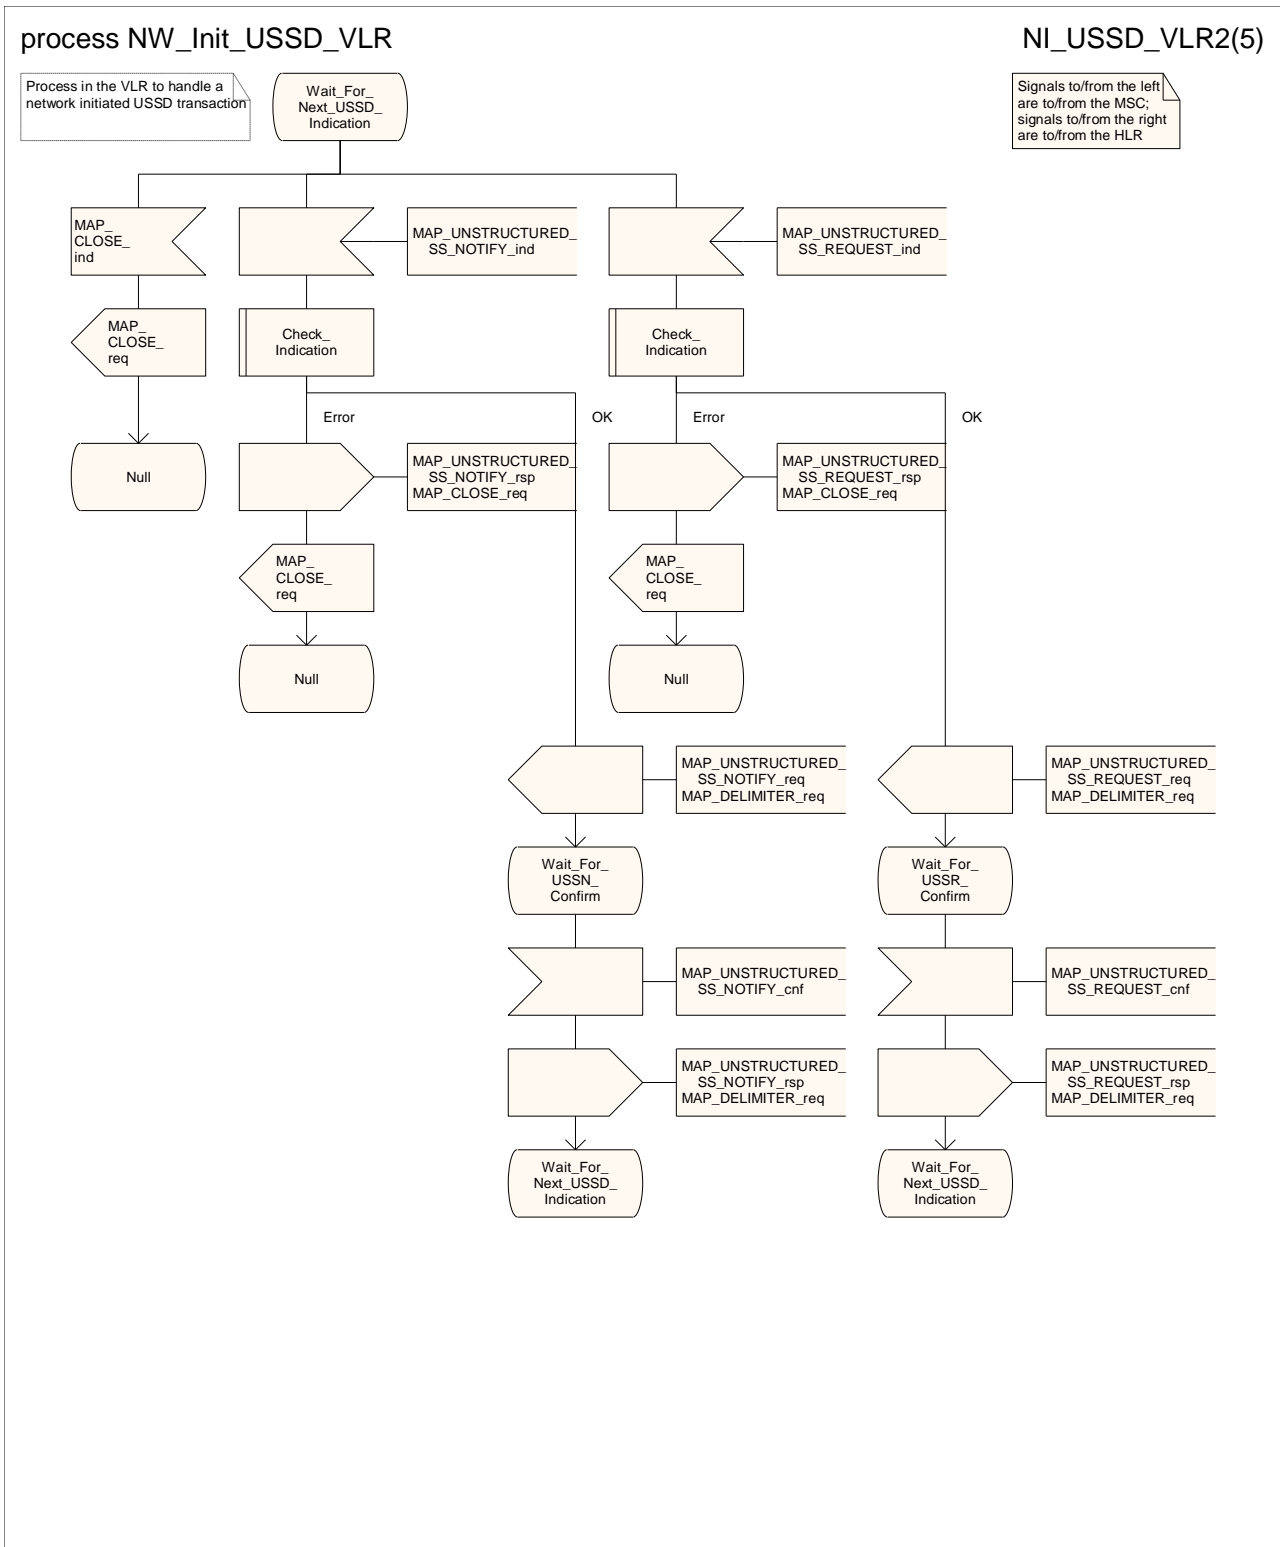 process NW_Init_USSD_VLR
NI_USSD_VLR2(5)
Process in the VLR to handle a
network initiated USSD transaction
Wait_For_
Next_USSD_
Indication
Signals to/from the left
are to/from the MSC;
signals to/from the right
are to/from the HLR
MAP_
CLOSE_
ind
MAP_UNSTRUCTURED_
SS_NOTIFY_ind
MAP_UNSTRUCTURED_
SS_REQUEST_ind
MAP_
CLOSE_
req
Check_
Indication
Check_
Indication
Error
OK
Error
OK
Null
MAP_UNSTRUCTURED_
SS_NOTIFY_rsp
MAP_CLOSE_req
MAP_UNSTRUCTURED_
SS_REQUEST_rsp
MAP_CLOSE_req
MAP_
CLOSE_
req
MAP_
CLOSE_
req
Null
Null
MAP_UNSTRUCTURED_
SS_NOTIFY_req
MAP_DELIMITER_req
MAP_UNSTRUCTURED_
SS_REQUEST_req
MAP_DELIMITER_req
Wait_For_
USSN_
Confirm
Wait_For_
USSR_
Confirm
MAP_UNSTRUCTURED_
SS_NOTIFY_cnf
MAP_UNSTRUCTURED_
SS_REQUEST_cnf
MAP_UNSTRUCTURED_
SS_NOTIFY_rsp
MAP_DELIMITER_req
MAP_UNSTRUCTURED_
SS_REQUEST_rsp
MAP_DELIMITER_req
Wait_For_
Next_USSD_
Indication
Wait_For_
Next_USSD_
Indication